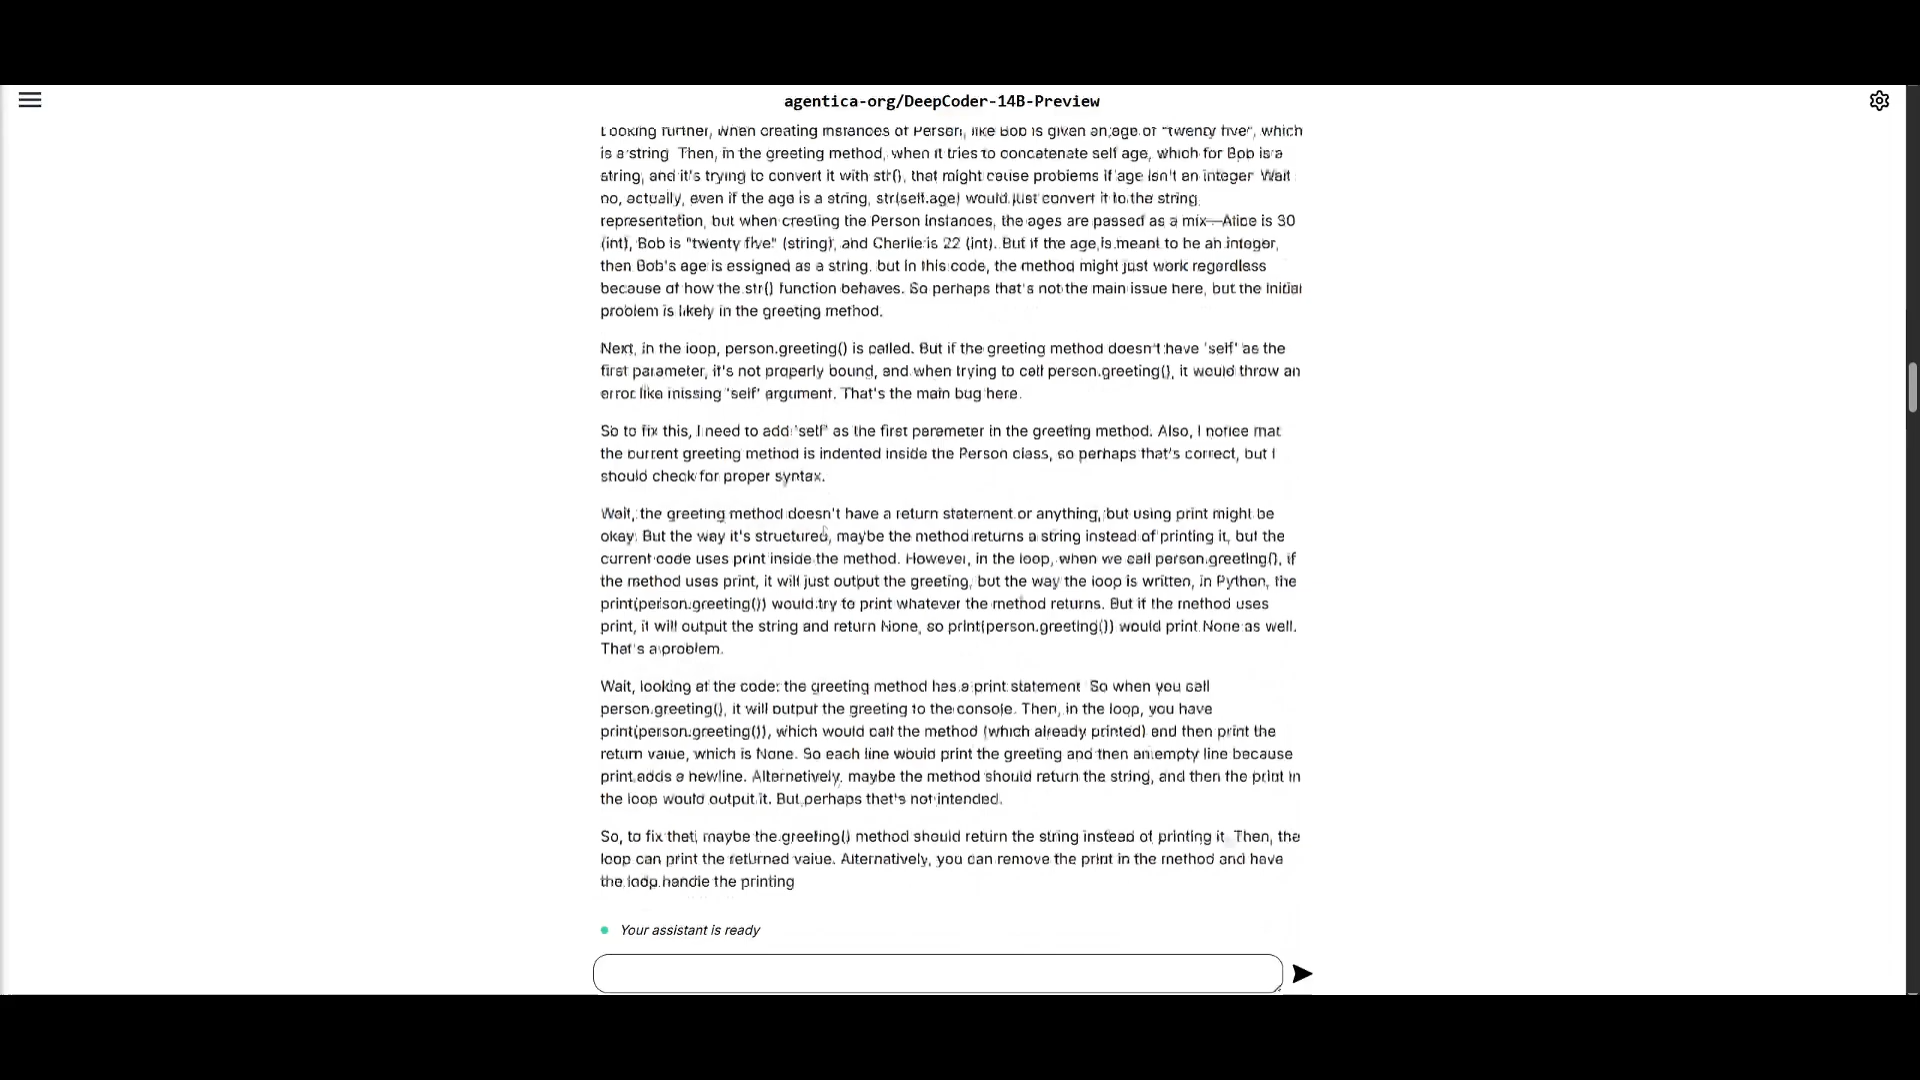 agentica-org/DeepCoder-14B-Preview
Looking further, when creating instances of Person, like Bob is given an age of "twenty five", which
is a string Then, in the greeting method, when it tries to concatenate self age, which for Bob is a
string, and it's trying to convert it with str(), that might cause problems if age isn't an integer Wait
no, actually, even if the age is a string, str(self.age) would just convert it to the string
representation, but when creating the Person instances, the ages are passed as a mix—Alice is 30
(int), Bob is "twenty five" (string), and Charlie is 22 (int). But if the age is meant to be an integer,
then Bob's age is assigned as a string. but in this code, the method might just work regardless
because of how the str() function behaves. So perhaps that's not the main issue here, but the initial
problem is likely in the greeting method.
Next, in the loop, person.greeting() is called. But if the greeting method doesn't have 'self' as the
first parameter, it's not properly bound, and when trying to call person.greeting(), it would throw an
error like missing 'self' argument. That's the main bug here.
So to fix this, I need to add 'self' as the first parameter in the greeting method. Also, I notice that
the current greeting method is indented inside the Person class, so perhaps that's correct, but I
should check for proper syntax.
Wait, the greeting method doesn't have a return statement or anything, but using print might be
okay. But the way it's structured, maybe the method returns a string instead of printing it, but the
current code uses print inside the method. However, in the loop, when we call person.greeting(), if
the method uses print, it will just output the greeting, but the way the loop is written, in Python, the
print(person.greeting()) would try to print whatever the method returns. But if the method uses
print, it will output the string and return None, so print(person.greeting()) would print None as well.
That's a problem.
Wait, looking at the code: the greeting method has a print statement So when you call
person.greeting(), it will output the greeting to the console. Then, in the loop, you have
print(person.greeting()), which would call the method (which already printed) and then print the
return value, which is None. So each line would print the greeting and then an empty line because
print adds a newline. Alternatively, maybe the method should return the string, and then the print in
the loop would output it. But perhaps that's not intended.
So, to fix that, maybe the greeting() method should return the string instead of printing it Then, the
loop can print the returned value. Alternatively, you can remove the print in the method and have
the loop handle the printing
Your assistant is ready